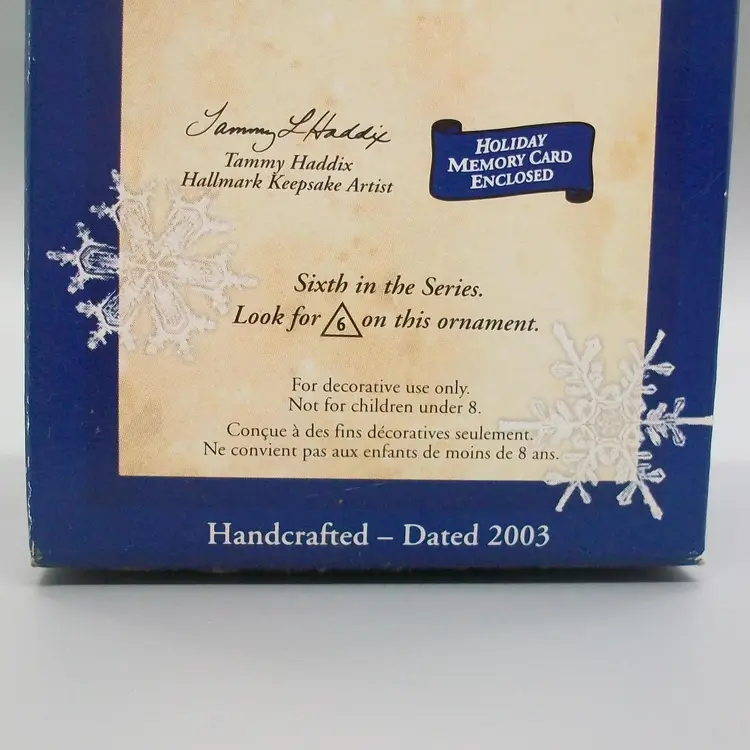 Tammy L Haddix
Tammy Haddix
Hallmark Keepsake Artist
HOLIDAY
MEMORY CARD
ENCLOSED
Sixth in the Series.
Look for 6 on this ornament.
For decorative use only.
Not for children under 8.
Conçue à des fins décoratives seulement.
Ne convient pas aux enfants de moins de 8 ans.
Handcrafted – Dated 2003